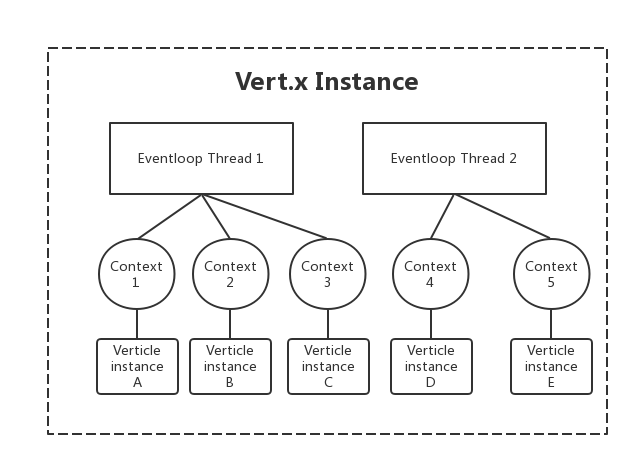 Vert.x Instance
Eventloop Thread 1
Eventloop Thread 2
Context
1
Context
2
Context
3
Context
4
Context
5
Verticle
instance
A
Verticle
instance
B
Verticle
instance
C
Verticle
instance
D
Verticle
instance
E